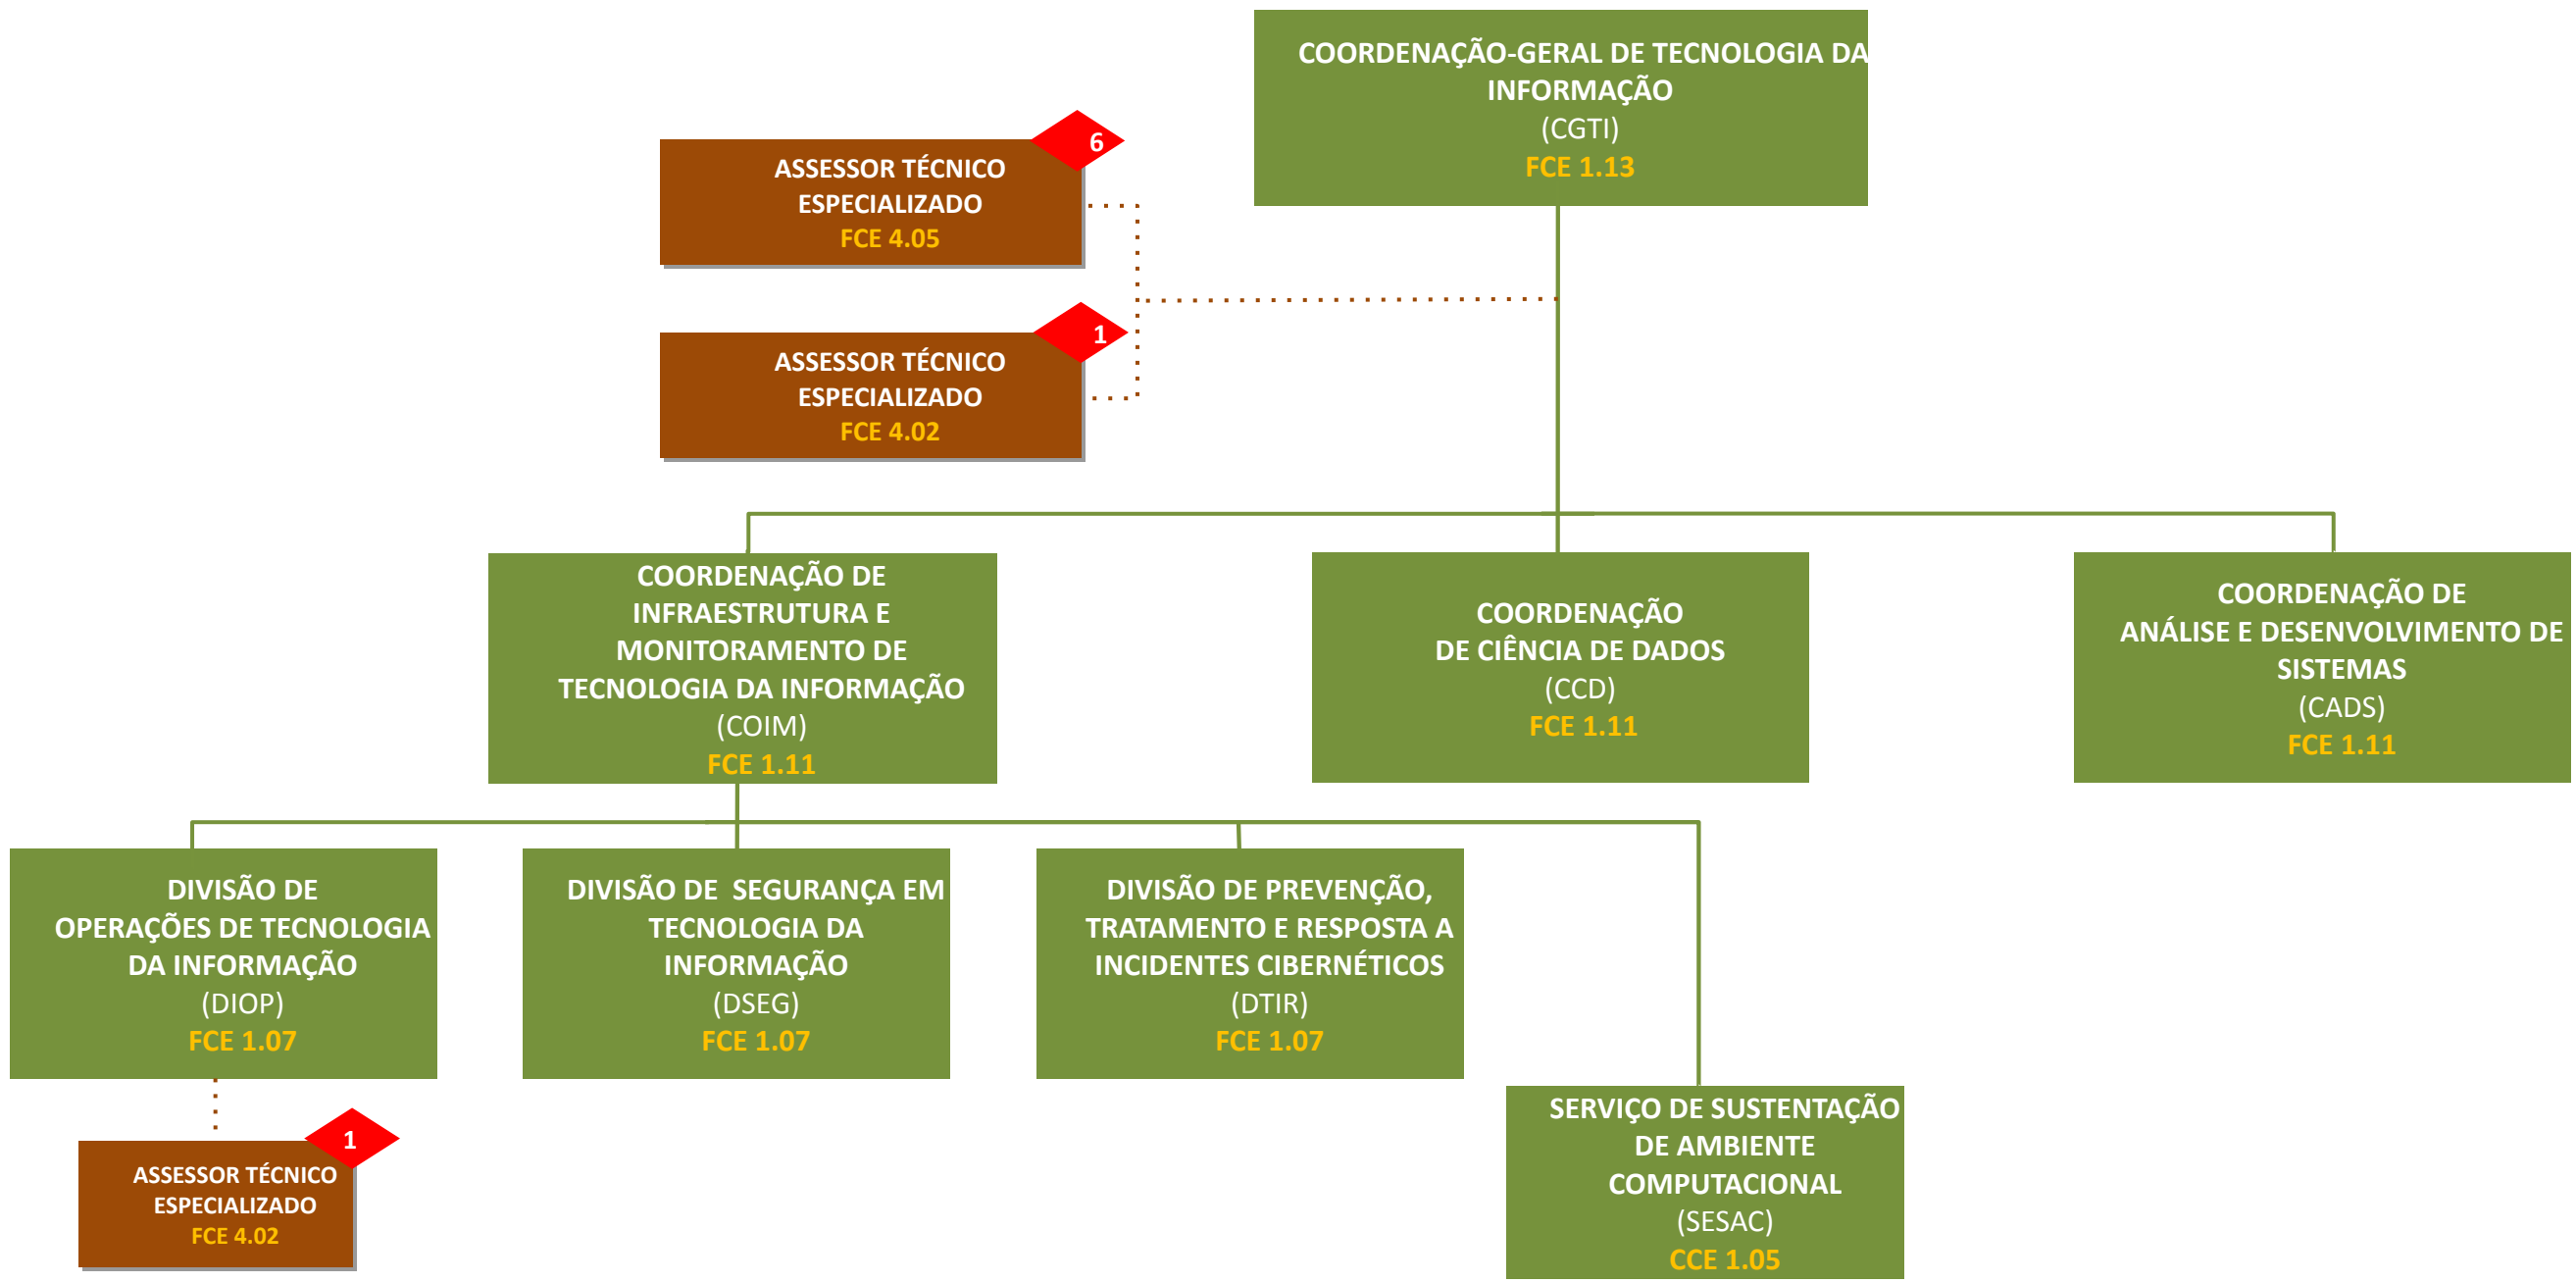 COORDENAÇÃO-GERAL DE TECNOLOGIA DA
INFORMAÇÃO
(CGTI)
FCE 1.13
6
ASSESSOR TÉCNICO
ESPECIALIZADO
FCE 4.05
1
ASSESSOR TÉCNICO
ESPECIALIZADO
FCE 4.02
COORDENAÇÃO DE
INFRAESTRUTURA E
MONITORAMENTO DE
TECNOLOGIA DA INFORMAÇÃO
(COIM)
FCE 1.11
COORDENAÇÃO
DE CIÊNCIA DE DADOS
(CCD)
FCE 1.11
COORDENAÇÃO DE
ANÁLISE E DESENVOLVIMENTO DE
SISTEMAS
(CADS)
FCE 1.11
DIVISÃO DE
OPERAÇÕES DE TECNOLOGIA
DA INFORMAÇÃO
(DIOP)
FCE 1.07
DIVISÃO DE  SEGURANÇA EM
TECNOLOGIA DA
INFORMAÇÃO
(DSEG)
FCE 1.07
DIVISÃO DE PREVENÇÃO,
TRATAMENTO E RESPOSTA A
INCIDENTES CIBERNÉTICOS
(DTIR)
FCE 1.07
1
ASSESSOR TÉCNICO
ESPECIALIZADO
FCE 4.02
SERVIÇO DE SUSTENTAÇÃO
DE AMBIENTE
COMPUTACIONAL
(SESAC)
CCE 1.05